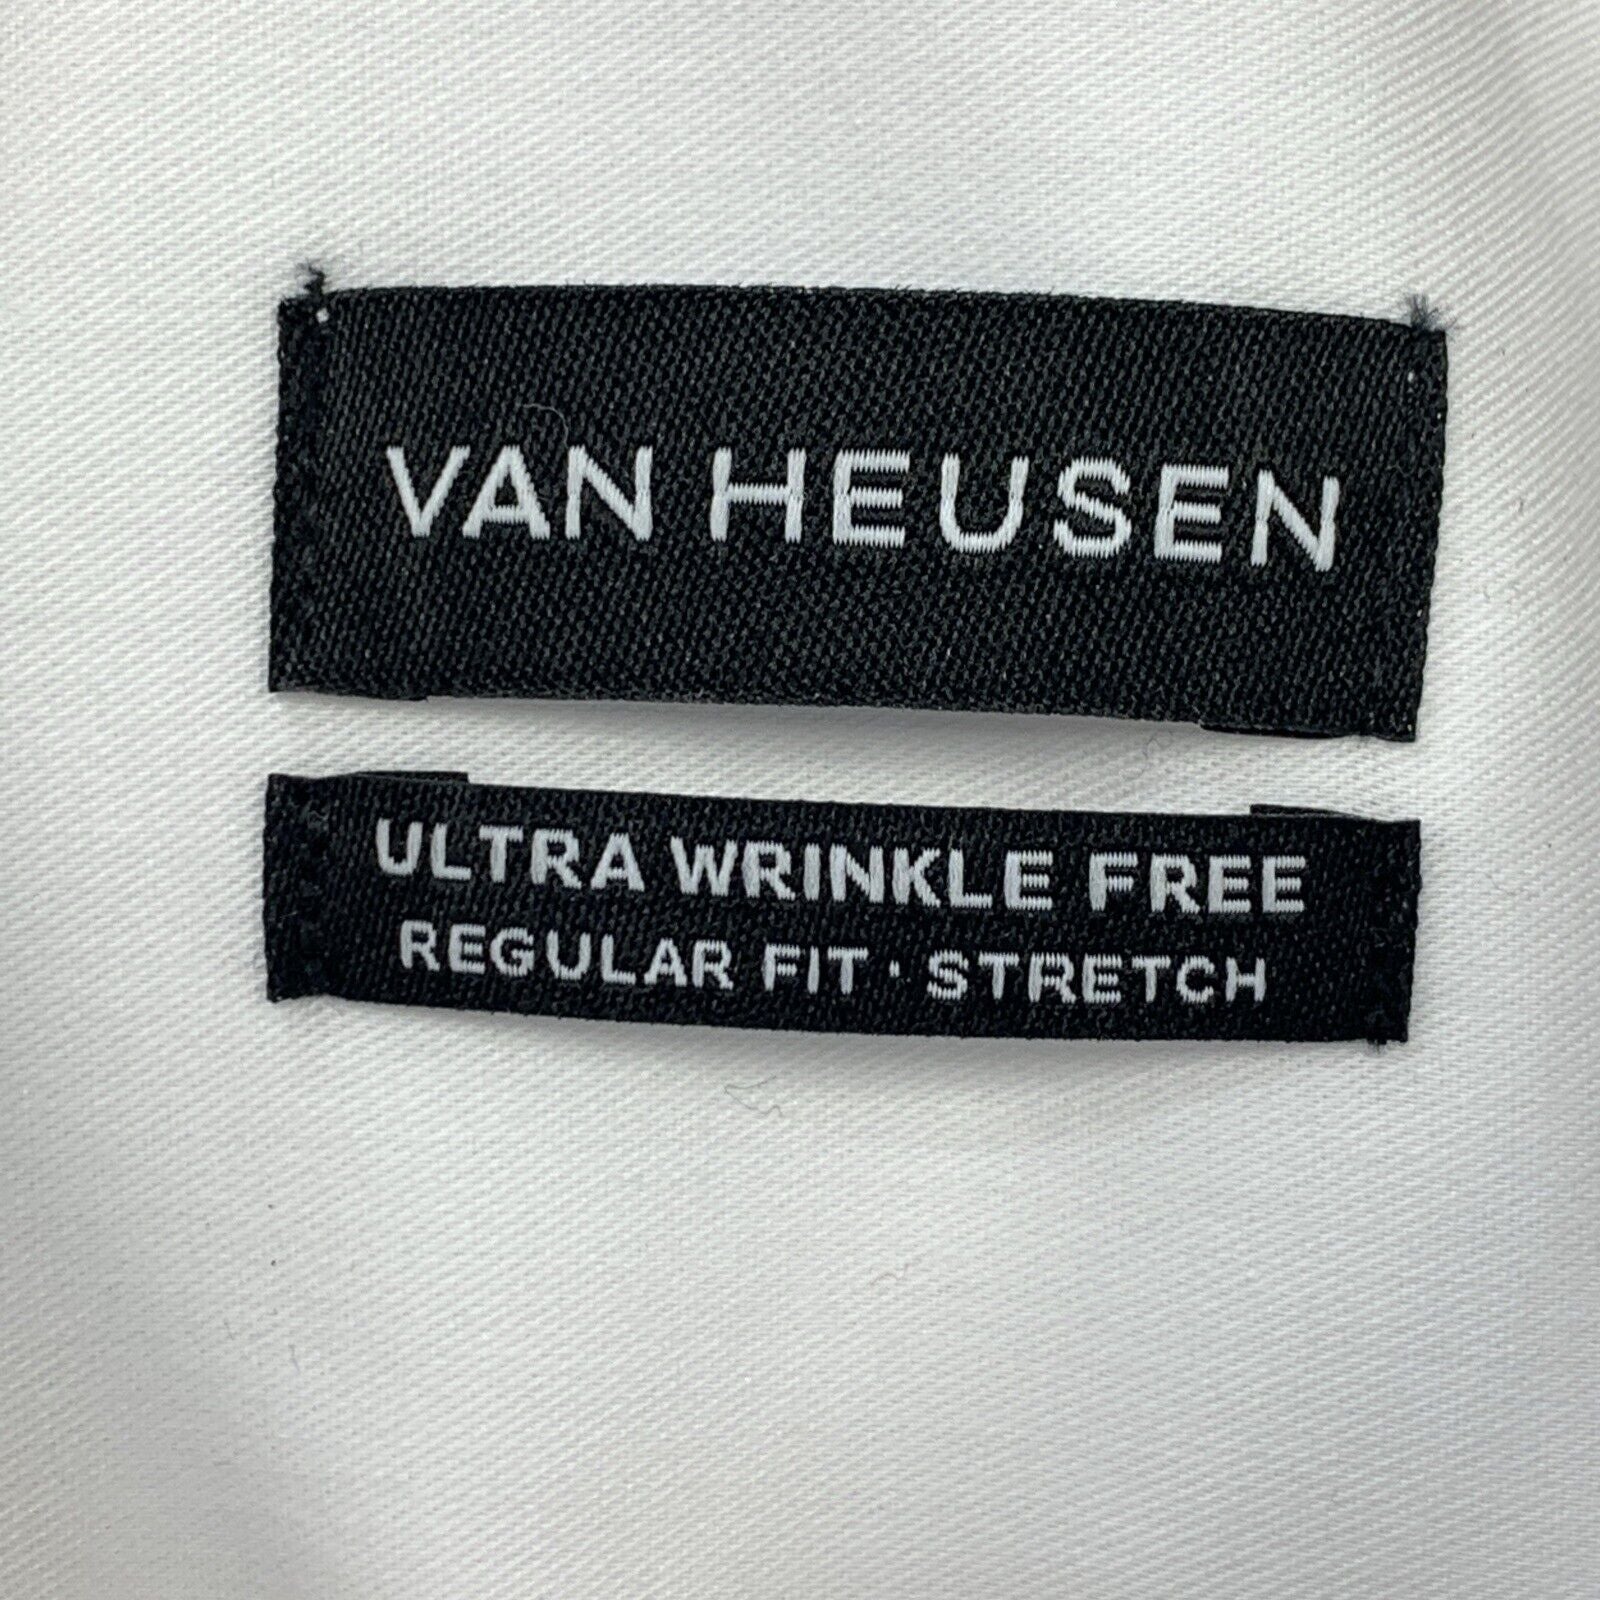 VAN HEUSEN
ULTRA WRINKLE FREE
REGULAR FIT · STRETCH